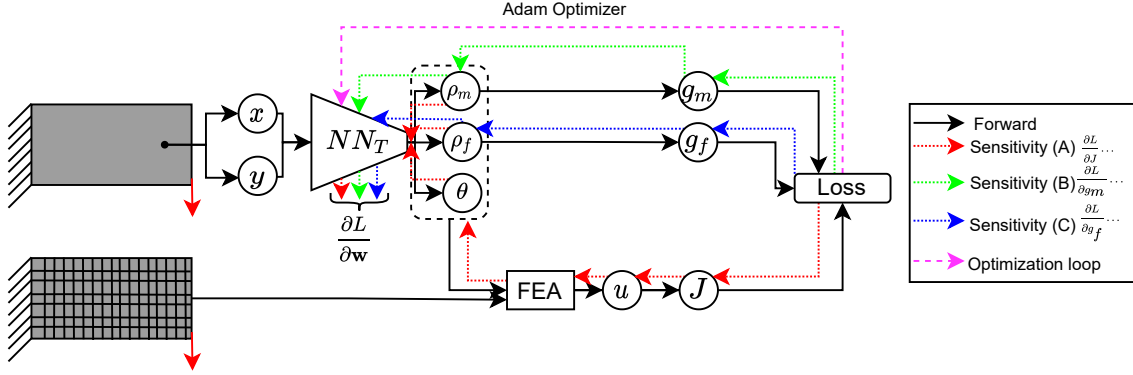 Adam Optimizer
x
y
NN_T
ρ_m
ρ_f
θ
g_m
g_f
Loss
∂L
∂w
FEA
u
J
Forward
Sensitivity (A) ∂L/∂J ...
Sensitivity (B) ∂L/∂g_m ...
Sensitivity (C) ∂L/∂g_f ...
Optimization loop